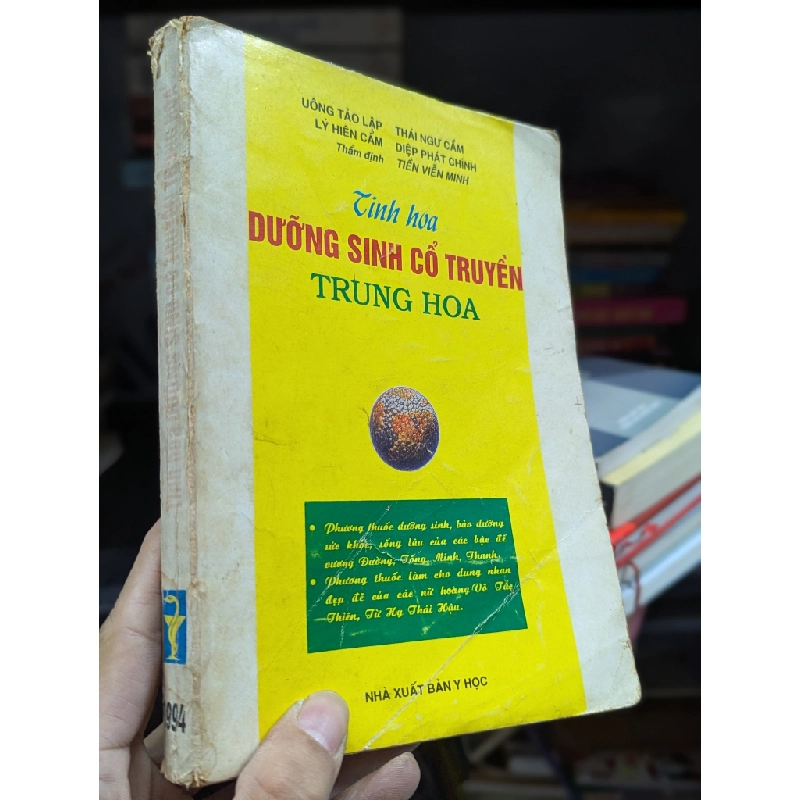 UÔNG TẢO LẬP THÁI NGƯ CẦM
LÝ HIỀN CẦM DIỆP PHÁT CHÍNH
Thẩm định TIỀN VIỄN MINH
Tinh hoa
DƯỠNG SINH CỔ TRUYỀN
TRUNG HOA
• Phương thuốc dưỡng sinh, bảo dưỡng
sức khỏe, sống lâu của các bậc đế
vương Đường, Tống, Minh, Thanh.
• Phương thuốc làm cho dung nhan
đẹp đẽ của các nữ hoàng Võ Tắc
Thiên, Từ Hy Thái Hậu.
NHÀ XUẤT BẢN Y HỌC
1994